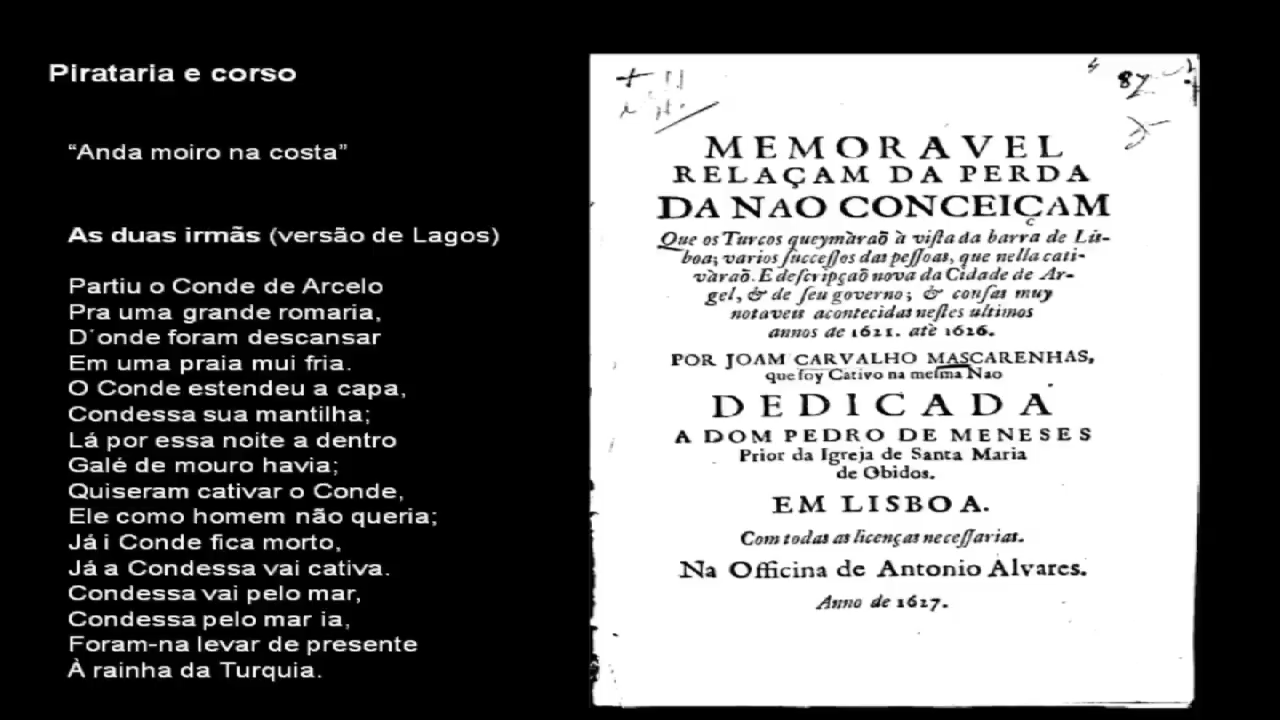 Pirataria e corso
“Anda moiro na costa”
As duas irmãs (versão de Lagos)
Partiu o Conde de Arcelo
Pra uma grande romaria,
D´onde foram descansar
Em uma praia mui fria.
O Conde estendeu a capa,
Condessa sua mantilha;
Lá por essa noite a dentro
Galé de mouro havia;
Quiseram cativar o Conde,
Ele como homem não queria;
Já i Conde fica morto,
Já a Condessa vai cativa.
Condessa vai pelo mar,
Condessa pelo mar ia,
Foram-na levar de presente
À rainha da Turquia.
87
MEMORAVEL
RELAÇAM DA PERDA
DA NAO CONCEIÇAM
Que os Turcos queymàraõ à vista da barra de Lis-
boa; varios ſucceſſos das peſſoas, que nella cati-
vàraõ. E deſcripçaõ nova da Cidade de Ar-
gel, & de ſeu governo; & couſas muy
notaveis acontecidas neſtes ultimos
annos de 1621. atè 1626.
POR JOAM CARVALHO MASCARENHAS,
que foy Cativo na meſma Nao
DEDICADA
A DOM PEDRO DE MENESES
Prior da Igreja de Santa Maria
de Obidos.
EM LISBOA.
Com todas as licenças neceſſarias.
Na Officina de Antonio Alvares.
Anno de 1627.